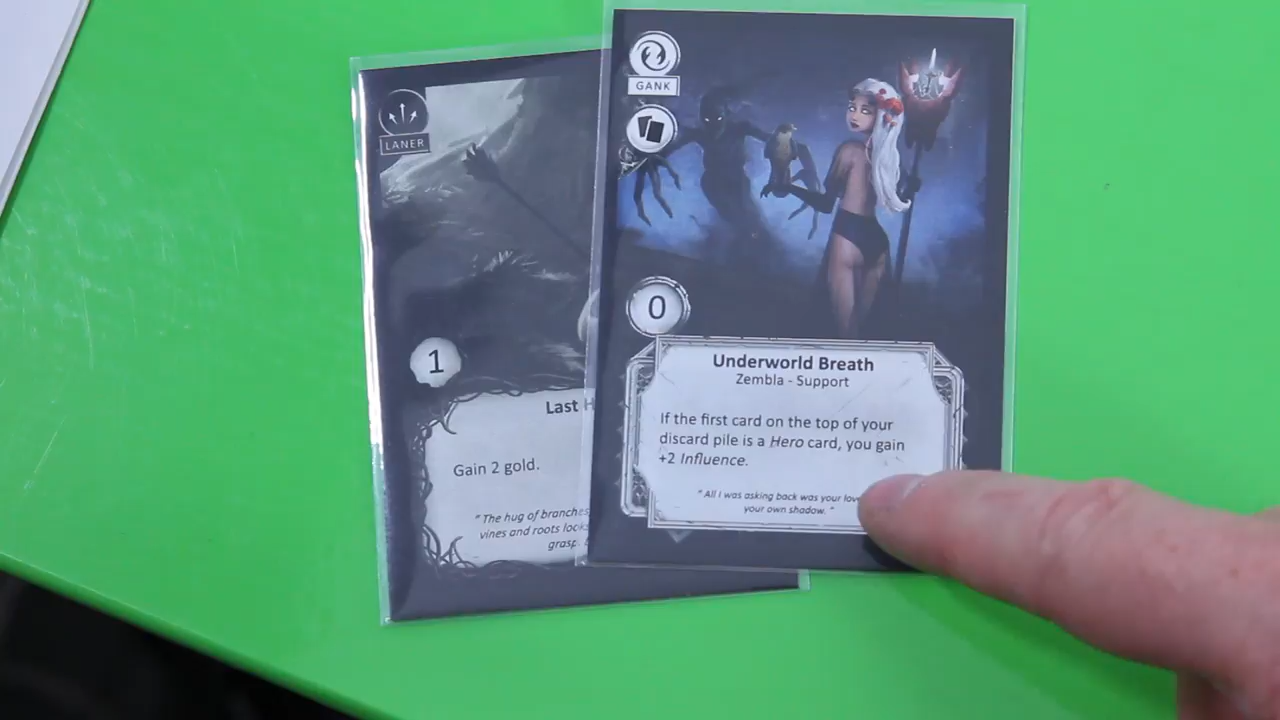 LANER
1
Last
Gain 2 gold.
"The hug of branches,
vines and roots looks
grasp.
GANK
0
Underworld Breath
Zembla - Support
If the first card on the top of your
discard pile is a Hero card, you gain
+2 Influence.
"All I was asking back was your
your own shadow."